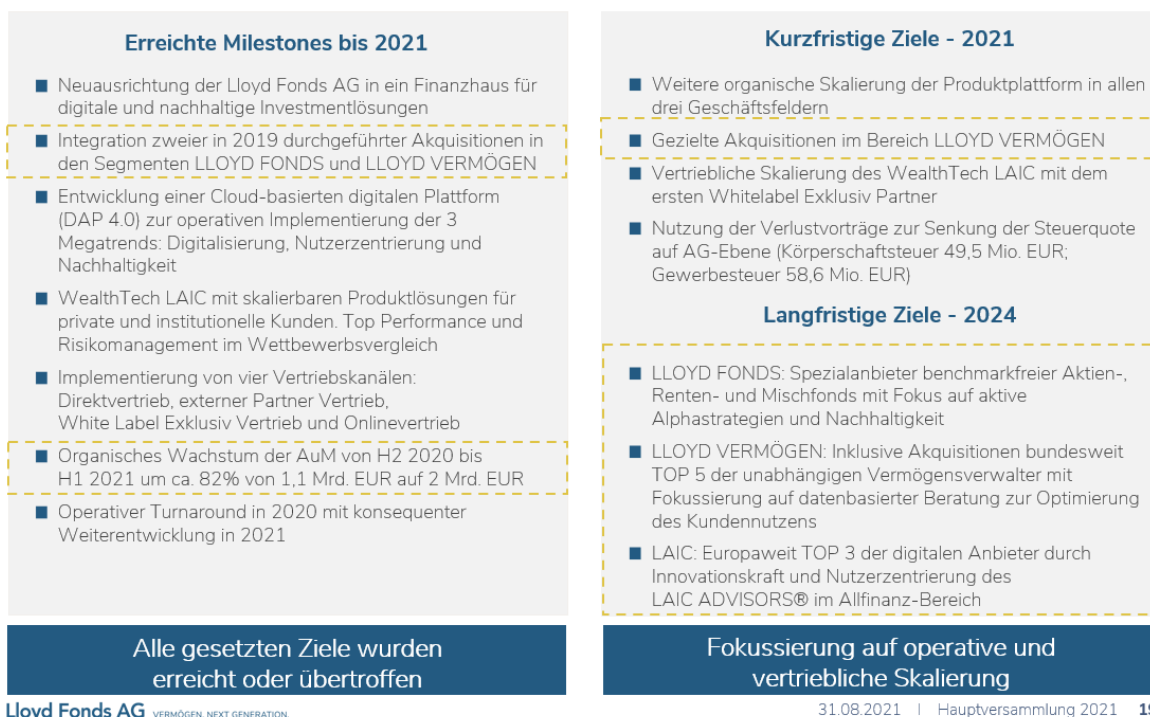 Erreichte Milestones bis 2021
Neuausrichtung der Lloyd Fonds AG in ein Finanzhaus für
digitale und nachhaltige Investmentlösungen
Integration zweier in 2019 durchgeführter Akquisitionen in
den Segmenten LLOYD FONDS und LLOYD VERMÖGEN
Entwicklung einer Cloud-basierten digitalen Plattform
(DAP 4.0) zur operativen Implementierung der 3
Megatrends: Digitalisierung, Nutzerzentrierung und
Nachhaltigkeit
WealthTech LAIC mit skalierbaren Produktlösungen für
private und institutionelle Kunden. Top Performance und
Risikomanagement im Wettbewerbsvergleich
Implementierung von vier Vertriebskanälen:
Direktvertrieb, externer Partner Vertrieb,
White Label Exklusiv Vertrieb und Onlinevertrieb
Organisches Wachstum der AuM von H2 2020 bis
H1 2021 um ca. 82% von 1,1 Mrd. EUR auf 2 Mrd. EUR
Operativer Turnaround in 2020 mit konsequenter
Weiterentwicklung in 2021
Alle gesetzten Ziele wurden
erreicht oder übertroffen
Kurzfristige Ziele - 2021
Weitere organische Skalierung der Produktplattform in allen
drei Geschäftsfeldern
Gezielte Akquisitionen im Bereich LLOYD VERMÖGEN
Vertriebliche Skalierung des WealthTech LAIC mit dem
ersten Whitelabel Exklusiv Partner
Nutzung der Verlustvorträge zur Senkung der Steuerquote
auf AG-Ebene (Körperschaftsteuer 49,5 Mio. EUR;
Gewerbesteuer 58,6 Mio. EUR)
Langfristige Ziele - 2024
LLOYD FONDS: Spezialanbieter benchmarkfreier Aktien-,
Renten- und Mischfonds mit Fokus auf aktive
Alphastrategien und Nachhaltigkeit
LLOYD VERMÖGEN: Inklusive Akquisitionen bundesweit
TOP 5 der unabhängigen Vermögensverwalter mit
Fokussierung auf datenbasierter Beratung zur Optimierung
des Kundennutzens
LAIC: Europaweit TOP 3 der digitalen Anbieter durch
Innovationskraft und Nutzerzentrierung des
LAIC ADVISORS® im Allfinanz-Bereich
Fokussierung auf operative und
vertriebliche Skalierung
Lloyd Fonds AG VERMÖGEN. NEXT GENERATION.
31.08.2021 | Hauptversammlung 2021